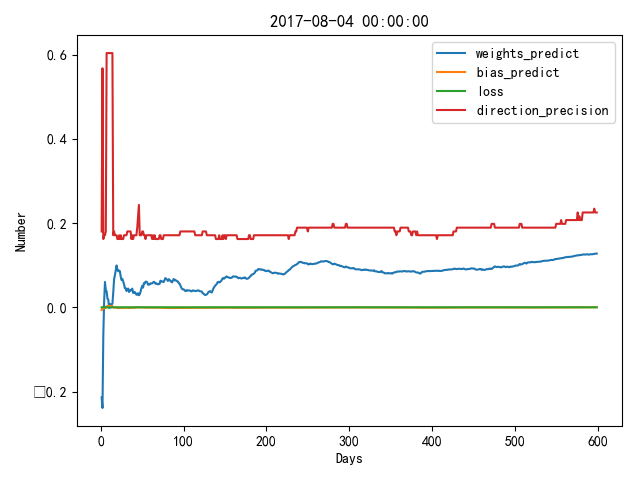 2017-08-04 00:00:00
weights_predict
bias_predict
loss
direction_precision
0.6
0.4
0.2
0.0
□0.2
Number
0 100 200 300 400 500 600
Days